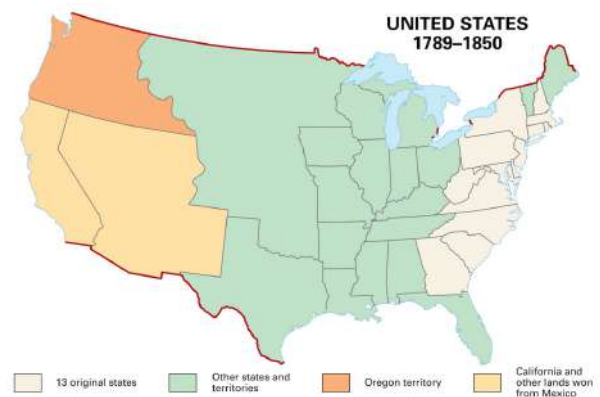 UNITED STATES
1789–1850
13 original states
Other states and
territories
Oregon territory
California and
other lands won
from Mexico